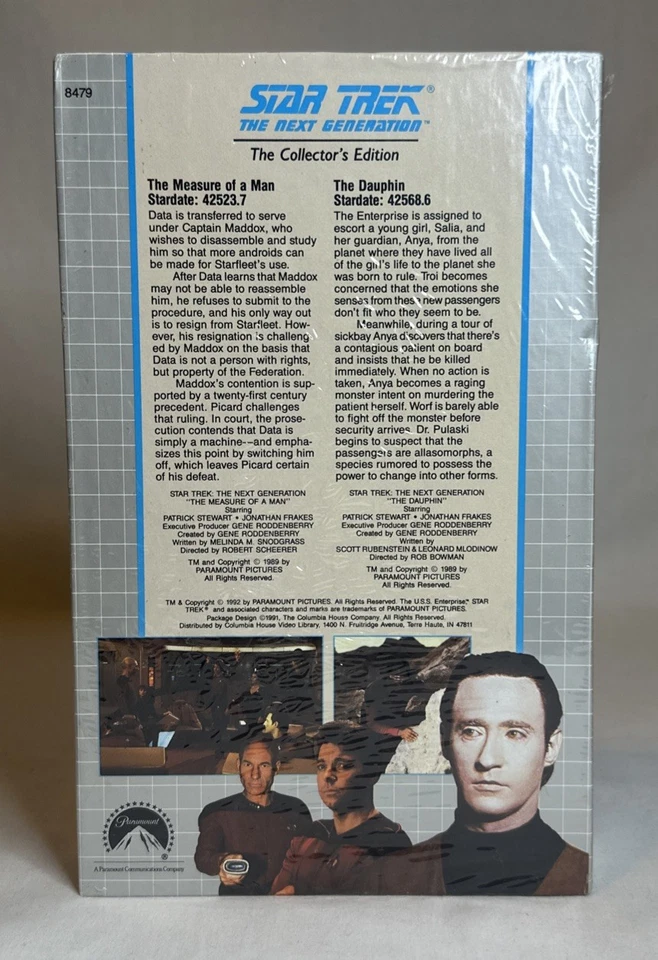 8479
STAR TREK®
THE NEXT GENERATION™
The Collector's Edition
The Measure of a Man
Stardate: 42523.7
Data is transferred to serve
under Captain Maddox, who
wishes to disassemble and study
him so that more androids can
be made for Starfleet's use.
After Data learns that Maddox
may not be able to reassemble
him, he refuses to submit to the
procedure, and his only way out
is to resign from Starfleet. How-
ever, his resignation is challeng-
ed by Maddox on the basis that
Data is not a person with rights,
but property of the Federation.
Maddox's contention is sup-
ported by a twenty-first century
precedent. Picard challenges
that ruling. In court, the prose-
cution contends that Data is
simply a machine--and empha-
sizes this point by switching him
off, which leaves Picard certain
of his defeat.
STAR TREK: THE NEXT GENERATION
"THE MEASURE OF A MAN"
Starring
PATRICK STEWART • JONATHAN FRAKES
Executive Producer GENE RODDENBERRY
Created by GENE RODDENBERRY
Written by MELINDA M. SNODGRASS
Directed by ROBERT SCHEERER
TM and Copyright © 1989 by
PARAMOUNT PICTURES
All Rights Reserved.
The Dauphin
Stardate: 42568.6
The Enterprise is assigned to
escort a young girl, Salia, and
her guardian, Anya, from the
planet where they have lived all
of the girl's life to the planet she
was born to rule. Troi becomes
concerned that the emotions she
senses from these new passengers
don't fit who they seem to be.
Meanwhile, during a tour of
sickbay Anya discovers that there's
a contagious patient on board
and insists that he be killed
immediately. When no action is
taken, Anya becomes a raging
monster intent on murdering the
patient herself. Worf is barely able
to fight off the monster before
security arrives. Dr. Pulaski
begins to suspect that the
passengers are allasomorphs, a
species rumored to possess the
power to change into other forms.
STAR TREK: THE NEXT GENERATION
"THE DAUPHIN"
Starring
PATRICK STEWART • JONATHAN FRAKES
Executive Producer GENE RODDENBERRY
Created by GENE RODDENBERRY
Written by
SCOTT RUBENSTEIN & LEONARD MLODINOW
Directed by ROB BOWMAN
TM and Copyright © 1989 by
PARAMOUNT PICTURES
All Rights Reserved.
TM & Copyright © 1992 by PARAMOUNT PICTURES. All Rights Reserved. The U.S.S. Enterprise™ STAR
TREK® and associated characters and marks are trademarks of PARAMOUNT PICTURES.
Package Design ©1991, The Columbia House Company, All Rights Reserved.
Distributed by Columbia House Video Library, 1400 N. Fruitridge Avenue, Terre Haute, IN 47811
Paramount
®
A Paramount Communications Company